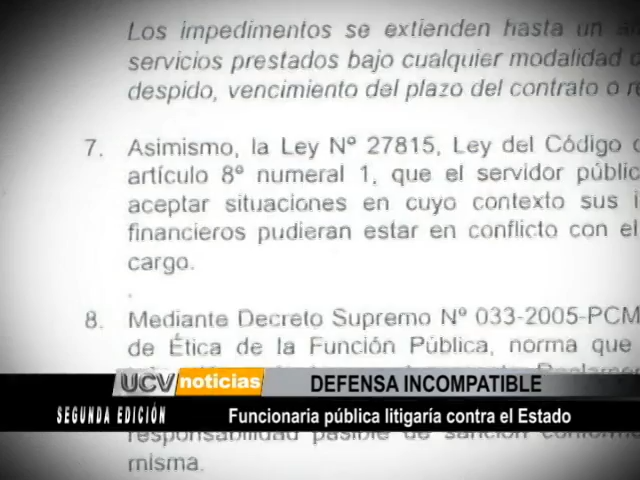 Los impedimentos se extienden hasta un
servicios prestados bajo cualquier modalidad
despido, vencimiento del plazo del contrato o
7. Asimismo, la Ley Nº 27815, Ley del Código
artículo 8º numeral 1, que el servidor públic
aceptar situaciones en cuyo contexto sus i
financieros pudieran estar en conflicto con el
cargo.
8. Mediante Decreto Supremo Nº 033-2005-PCM
de Ética de la Función Pública, norma que
UCV noticias DEFENSA INCOMPATIBLE
SEGUNDA EDICIÓN Funcionaria pública litigaría contra el Estado
responsabilidad pasible de sanción
misma.